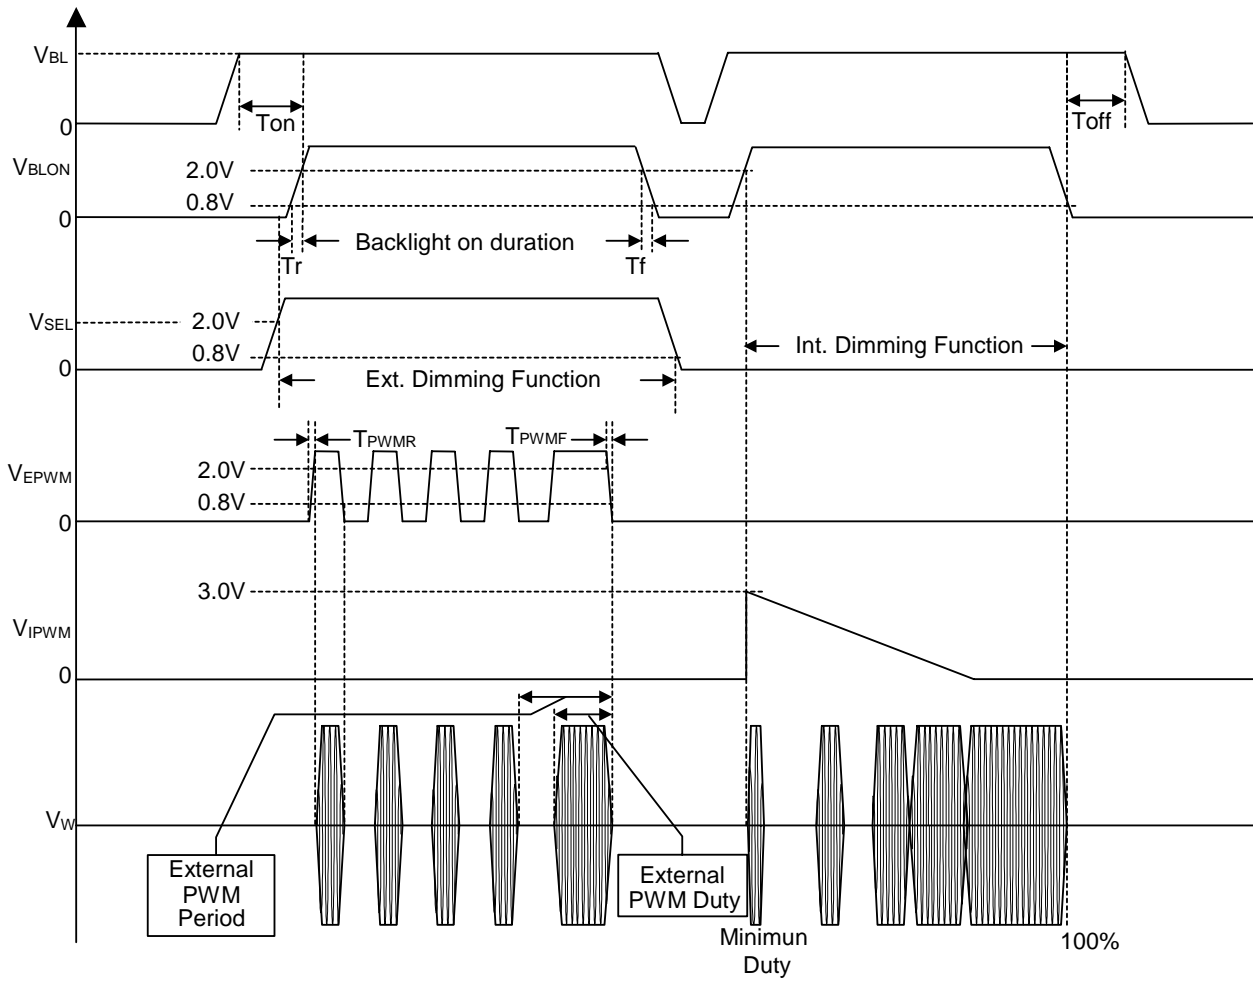 VBL
0
Ton
Toff
VBLON
2.0V
0.8V
0
Backlight on duration
Tr
Tf
VSEL
2.0V
0.8V
0
Int. Dimming Function
Ext. Dimming Function
TPWMR
TPWMF
VEPWM
2.0V
0.8V
0
3.0V
VIPWM
0
VW
External
PWM
Period
External
PWM Duty
Minimun
Duty
100%